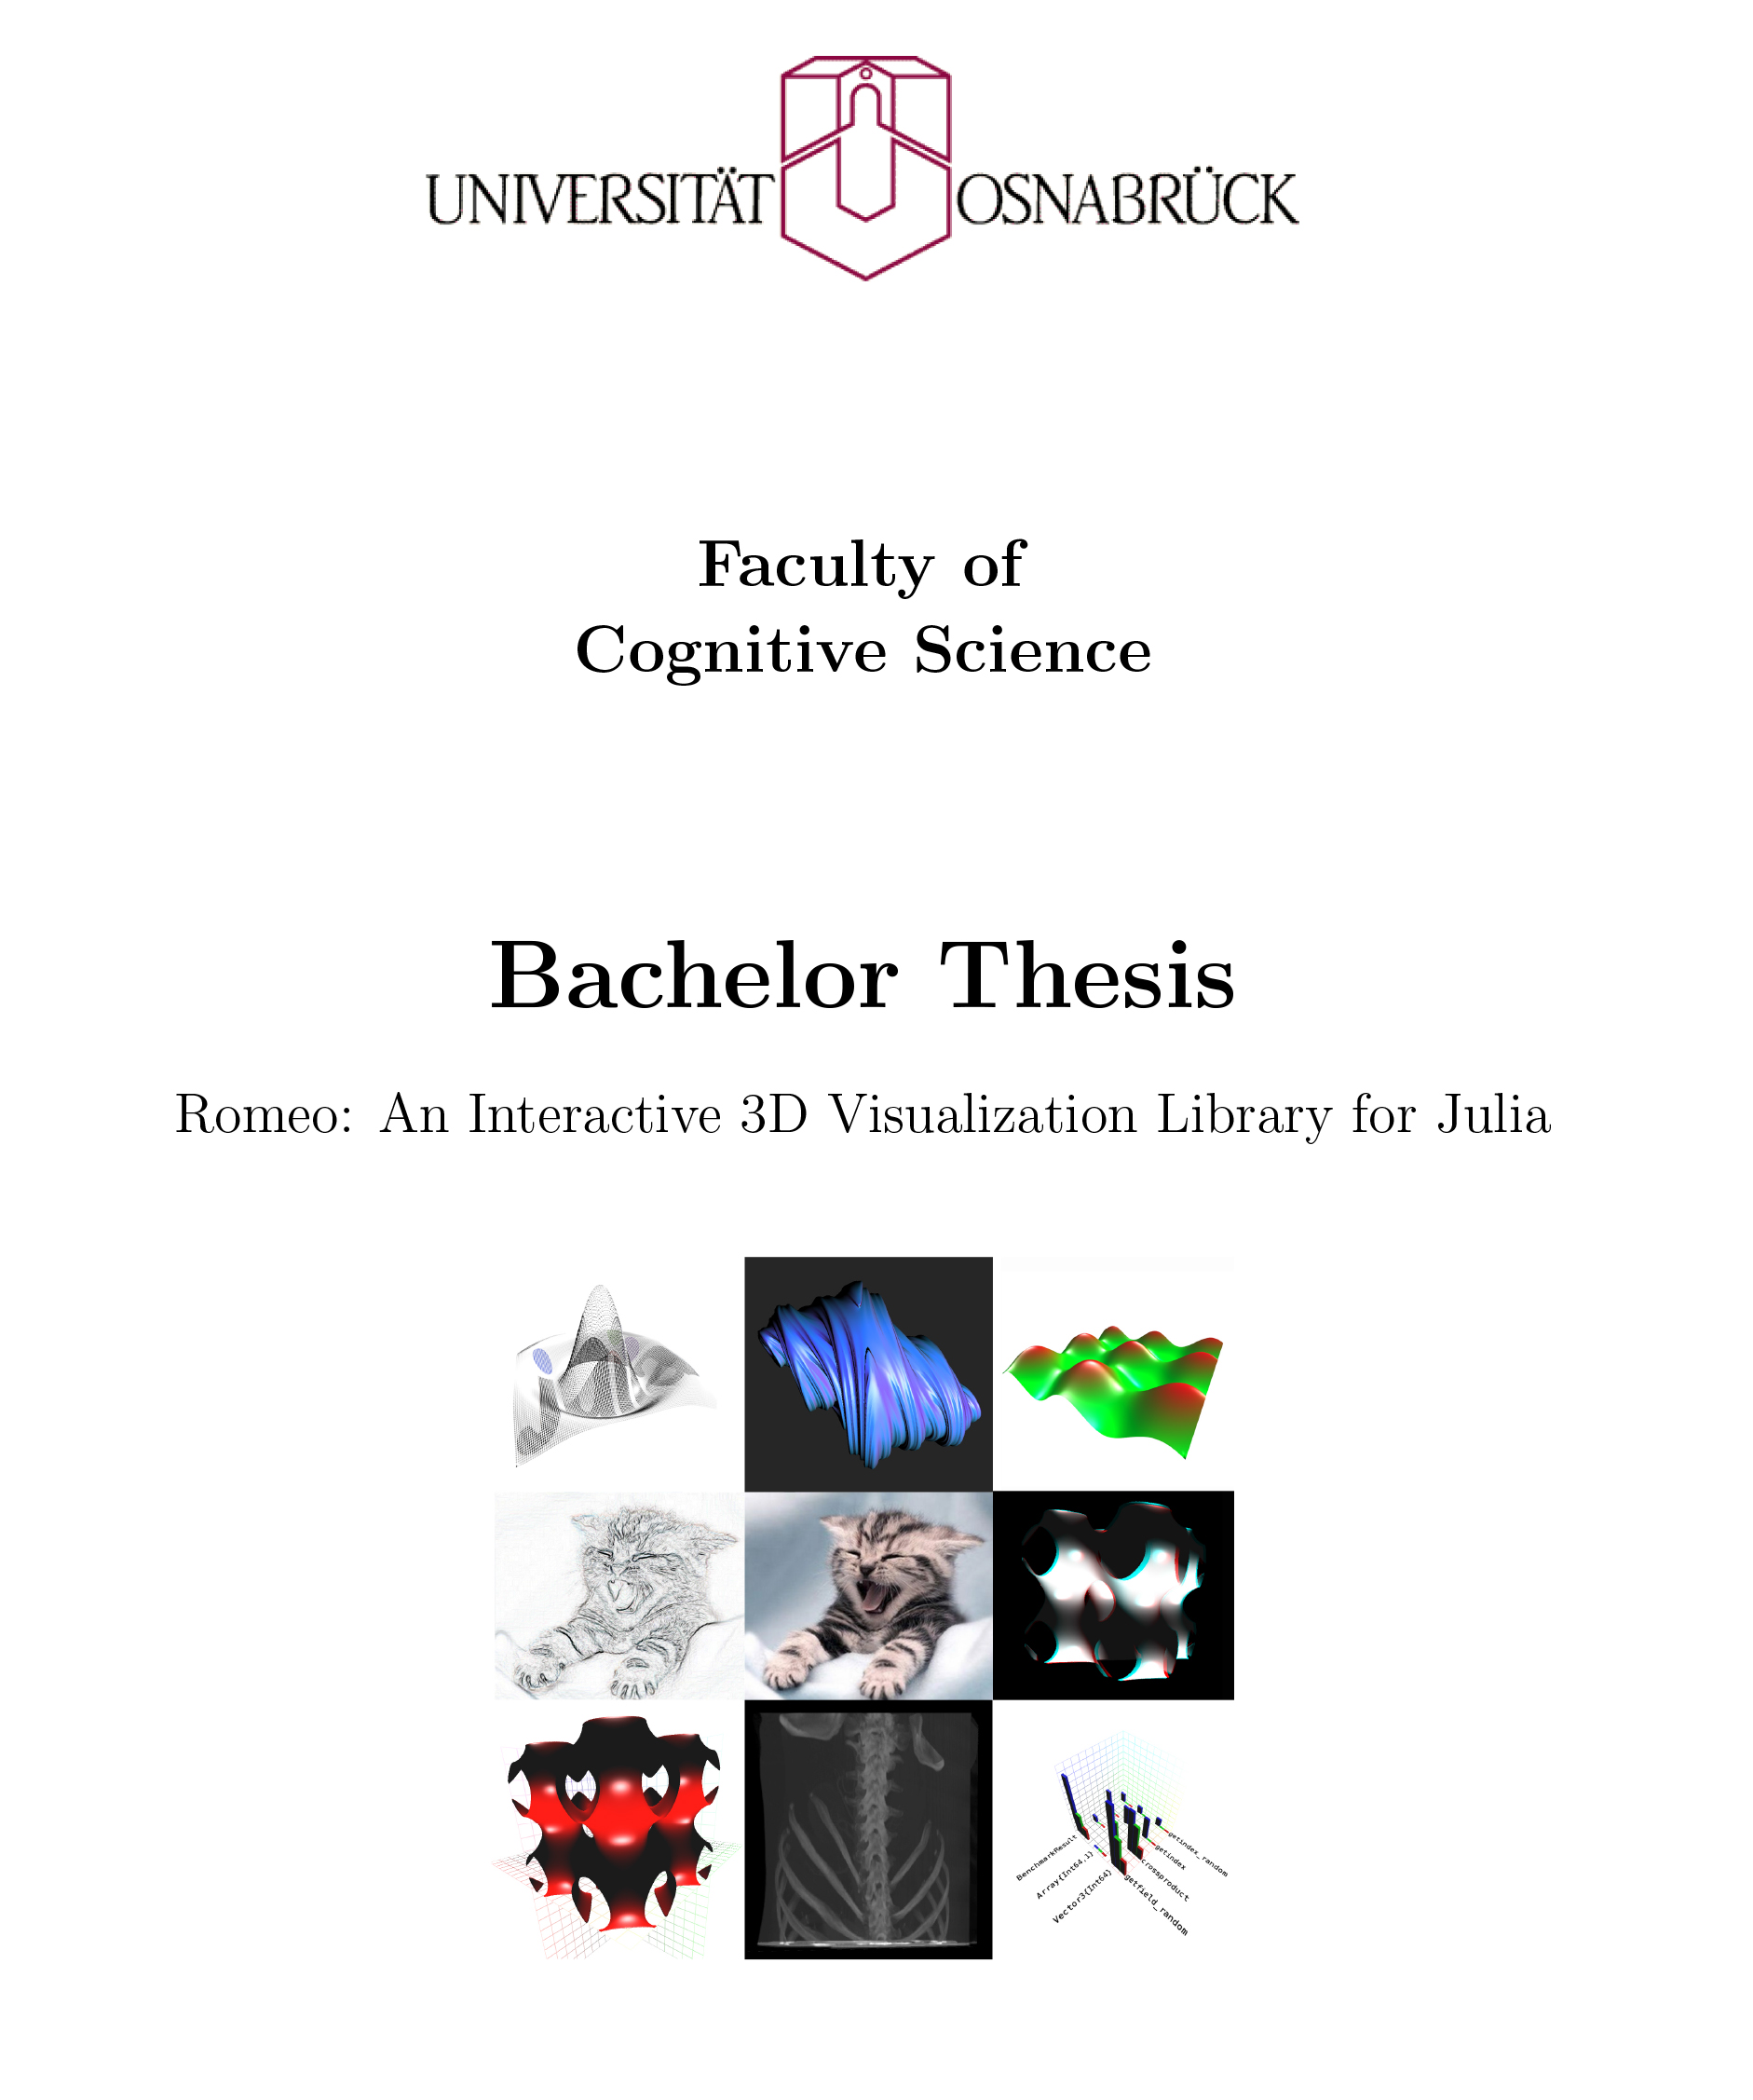 UNIVERSITÄT OSNABRÜCK
Faculty of
Cognitive Science
Bachelor Thesis
Romeo: An Interactive 3D Visualization Library for Julia
BenchmarkResult
Array{Int64,1}
Vector3{Int64}
getindex_random
getindex
crossproduct
getfield_random